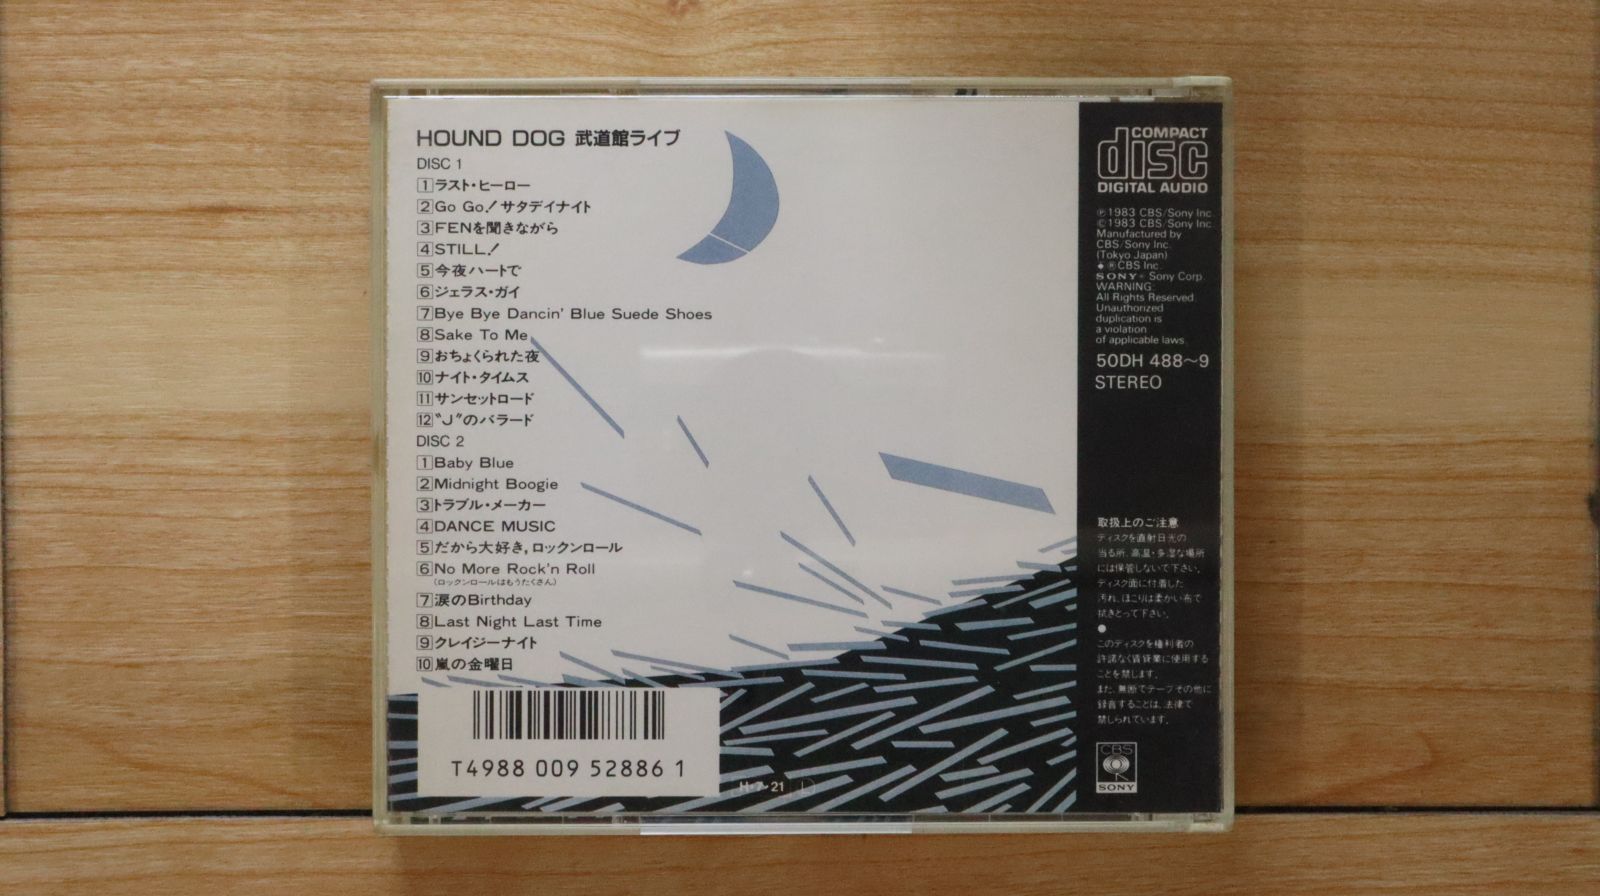 HOUND DOG 武道館ライブ
DISC 1
1 ラスト・ヒーロー
2 Go Go!サタデイナイト
3 FENを聞きながら
4 STILL!
5 今夜ハートで
6 ジェラス・ガイ
7 Bye Bye Dancin' Blue Suede Shoes
8 Sake To Me
9 おちょくられた夜
10 ナイト・タイムス
11 サンセットロード
12 〝J〞のバラード
DISC 2
1 Baby Blue
2 Midnight Boogie
3 トラブル・メーカー
4 DANCE MUSIC
5 だから大好き,ロックンロール
6 No More Rock'n Roll
(ロックンロールはもうたくさん)
7 涙のBirthday
8 Last Night Last Time
9 クレイジーナイト
10 嵐の金曜日
T4988 009 52886 1
H・7・21 L
COMPACT
disc
DIGITAL AUDIO
℗1983 CBS/Sony Inc.
©1983 CBS/Sony Inc.
Manufactured by
CBS/Sony Inc.
(Tokyo Japan)
®CBS Inc.
SONY® Sony Corp.
WARNING:
All Rights Reserved
Unauthorized
duplication is
a violation
of applicable laws.
50DH 488~9
STEREO
取扱上のご注意
ディスクを直射日光の
当る所、高温・多湿な場所
には保管しないで下さい。
ディスク面に付着した
汚れ、ほこりは柔かい布で
拭きとって下さい。
●
このディスクを権利者の
許諾なく賃貸業に使用する
ことを禁じます。
また、無断でテープその他に
録音することは、法律で
禁じられています。
CBS
SONY